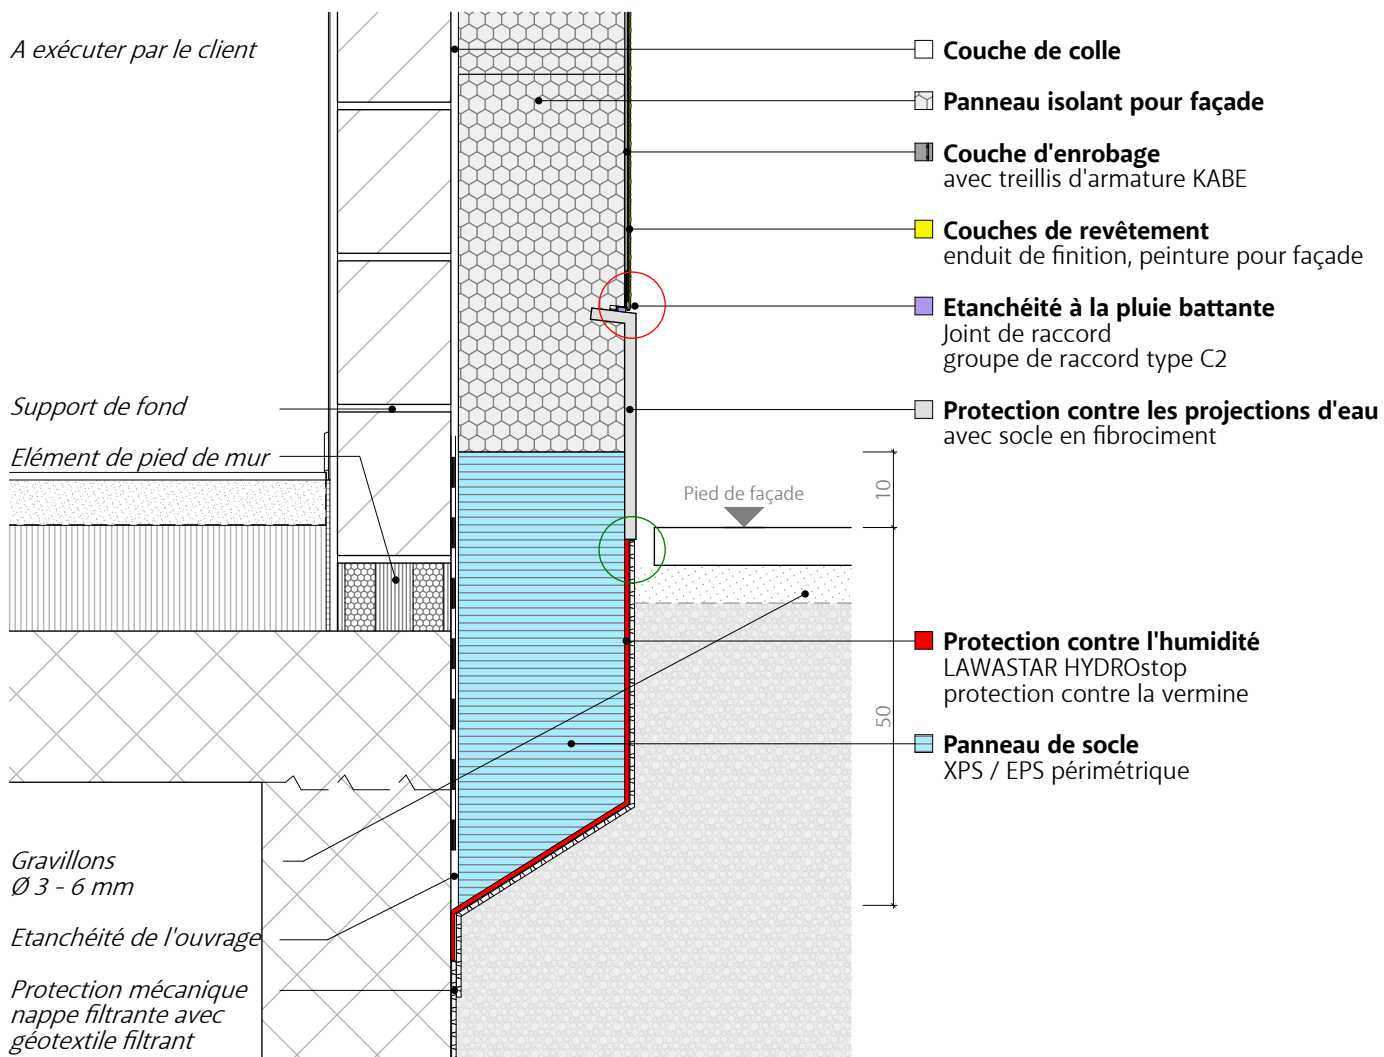 A exécuter par le client
Support de fond
Elément de pied de mur
Gravillons
Ø 3 - 6 mm
Etanchéité de l'ouvrage
Protection mécanique
nappe filtrante avec
géotextile filtrant
Pied de façade
10
50
Couche de colle
Panneau isolant pour façade
Couche d'enrobage
avec treillis d'armature KABE
Couches de revêtement
enduit de finition, peinture pour façade
Etanchéité à la pluie battante
Joint de raccord
groupe de raccord type C2
Protection contre les projections d'eau
avec socle en fibrociment
Protection contre l'humidité
LAWASTAR HYDROstop
protection contre la vermine
Panneau de socle
XPS / EPS périmétrique